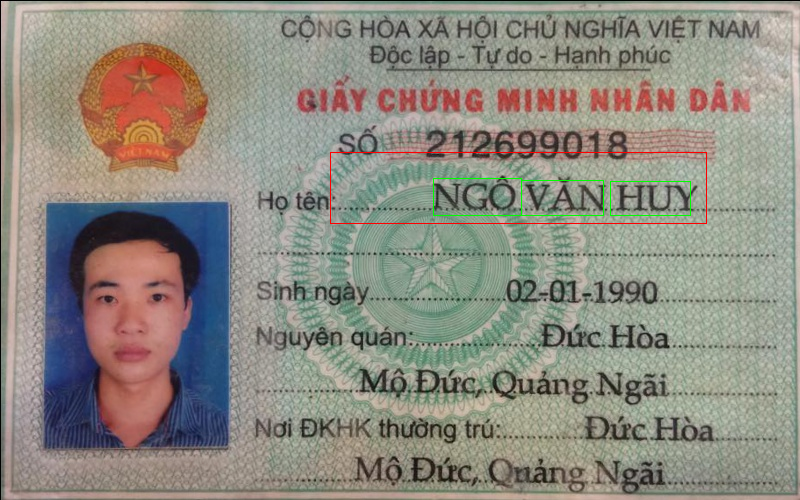 CỘNG HÒA XÃ HỘI CHỦ NGHĨA VIỆT NAM
Độc lập - Tự do - Hạnh phúc
GIẤY CHỨNG MINH NHÂN DÂN
SỐ 212699018
VIỆT NAM
Họ tên: NGÔ VĂN HUY
Sinh ngày 02-01-1990
Nguyên quán: Đức Hòa
Mộ Đức, Quảng Ngãi
Nơi ĐKHK thường trú: Đức Hòa
Mộ Đức, Quảng Ngãi